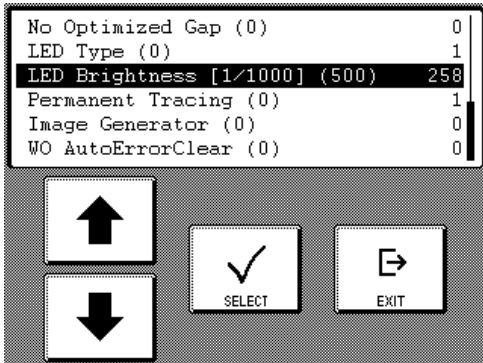 No Optimized Gap (0) 0
LED Type (0) 1
LED Brightness [1/1000] (500) 258
Permanent Tracing (0) 1
Image Generator (0) 0
WO AutoErrorClear (0) 0
SELECT
EXIT